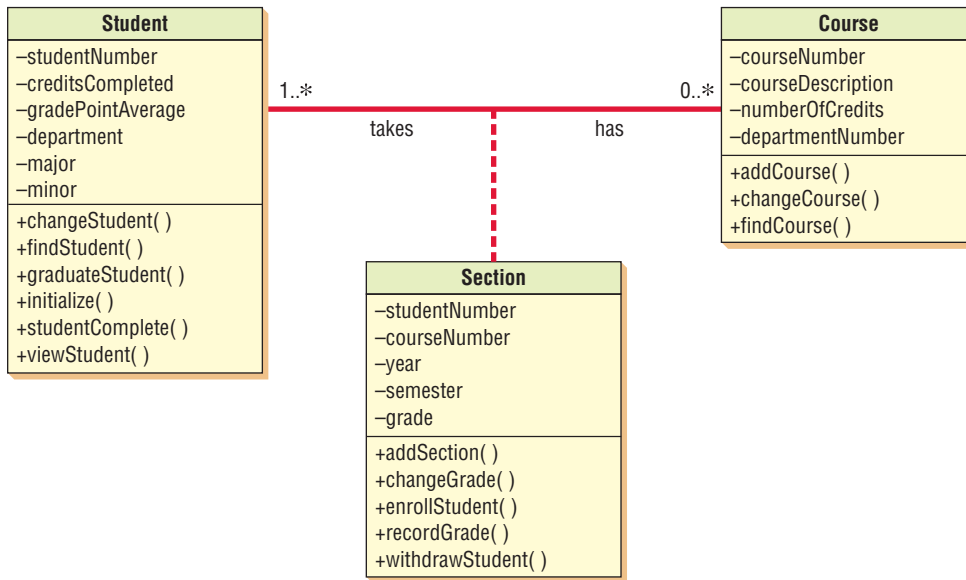 Student
–studentNumber
–creditsCompleted
–gradePointAverage
–department
–major
–minor
+changeStudent( )
+findStudent( )
+graduateStudent( )
+initialize( )
+studentComplete( )
+viewStudent( )
1..*
takes
0..*
has
Course
–courseNumber
–courseDescription
–numberOfCredits
–departmentNumber
+addCourse( )
+changeCourse( )
+findCourse( )
Section
–studentNumber
–courseNumber
–year
–semester
–grade
+addSection( )
+changeGrade( )
+enrollStudent( )
+recordGrade( )
+withdrawStudent( )